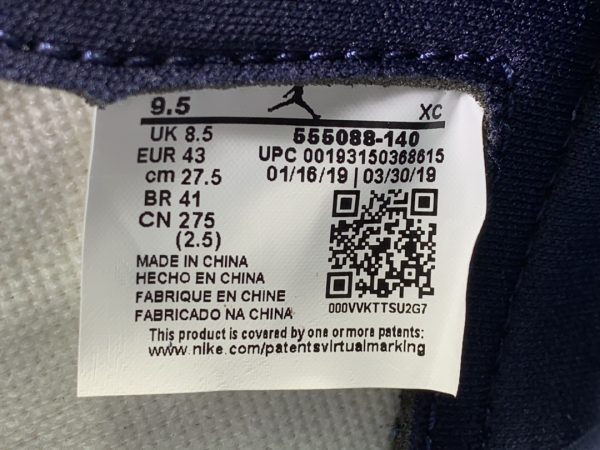 9.5 XC
UK 8.5 555088-140
EUR 43 UPC 00193150368615
cm 27.5 01/16/19 | 03/30/19
BR 41
CN 275
(2.5)
MADE IN CHINA
HECHO EN CHINA
FABRIQUE EN CHINE
FABRICADO NA CHINA
000VVKTTSU2G7
This product is covered by one or more patents:
www.nike.com/patentsvirtualmarking